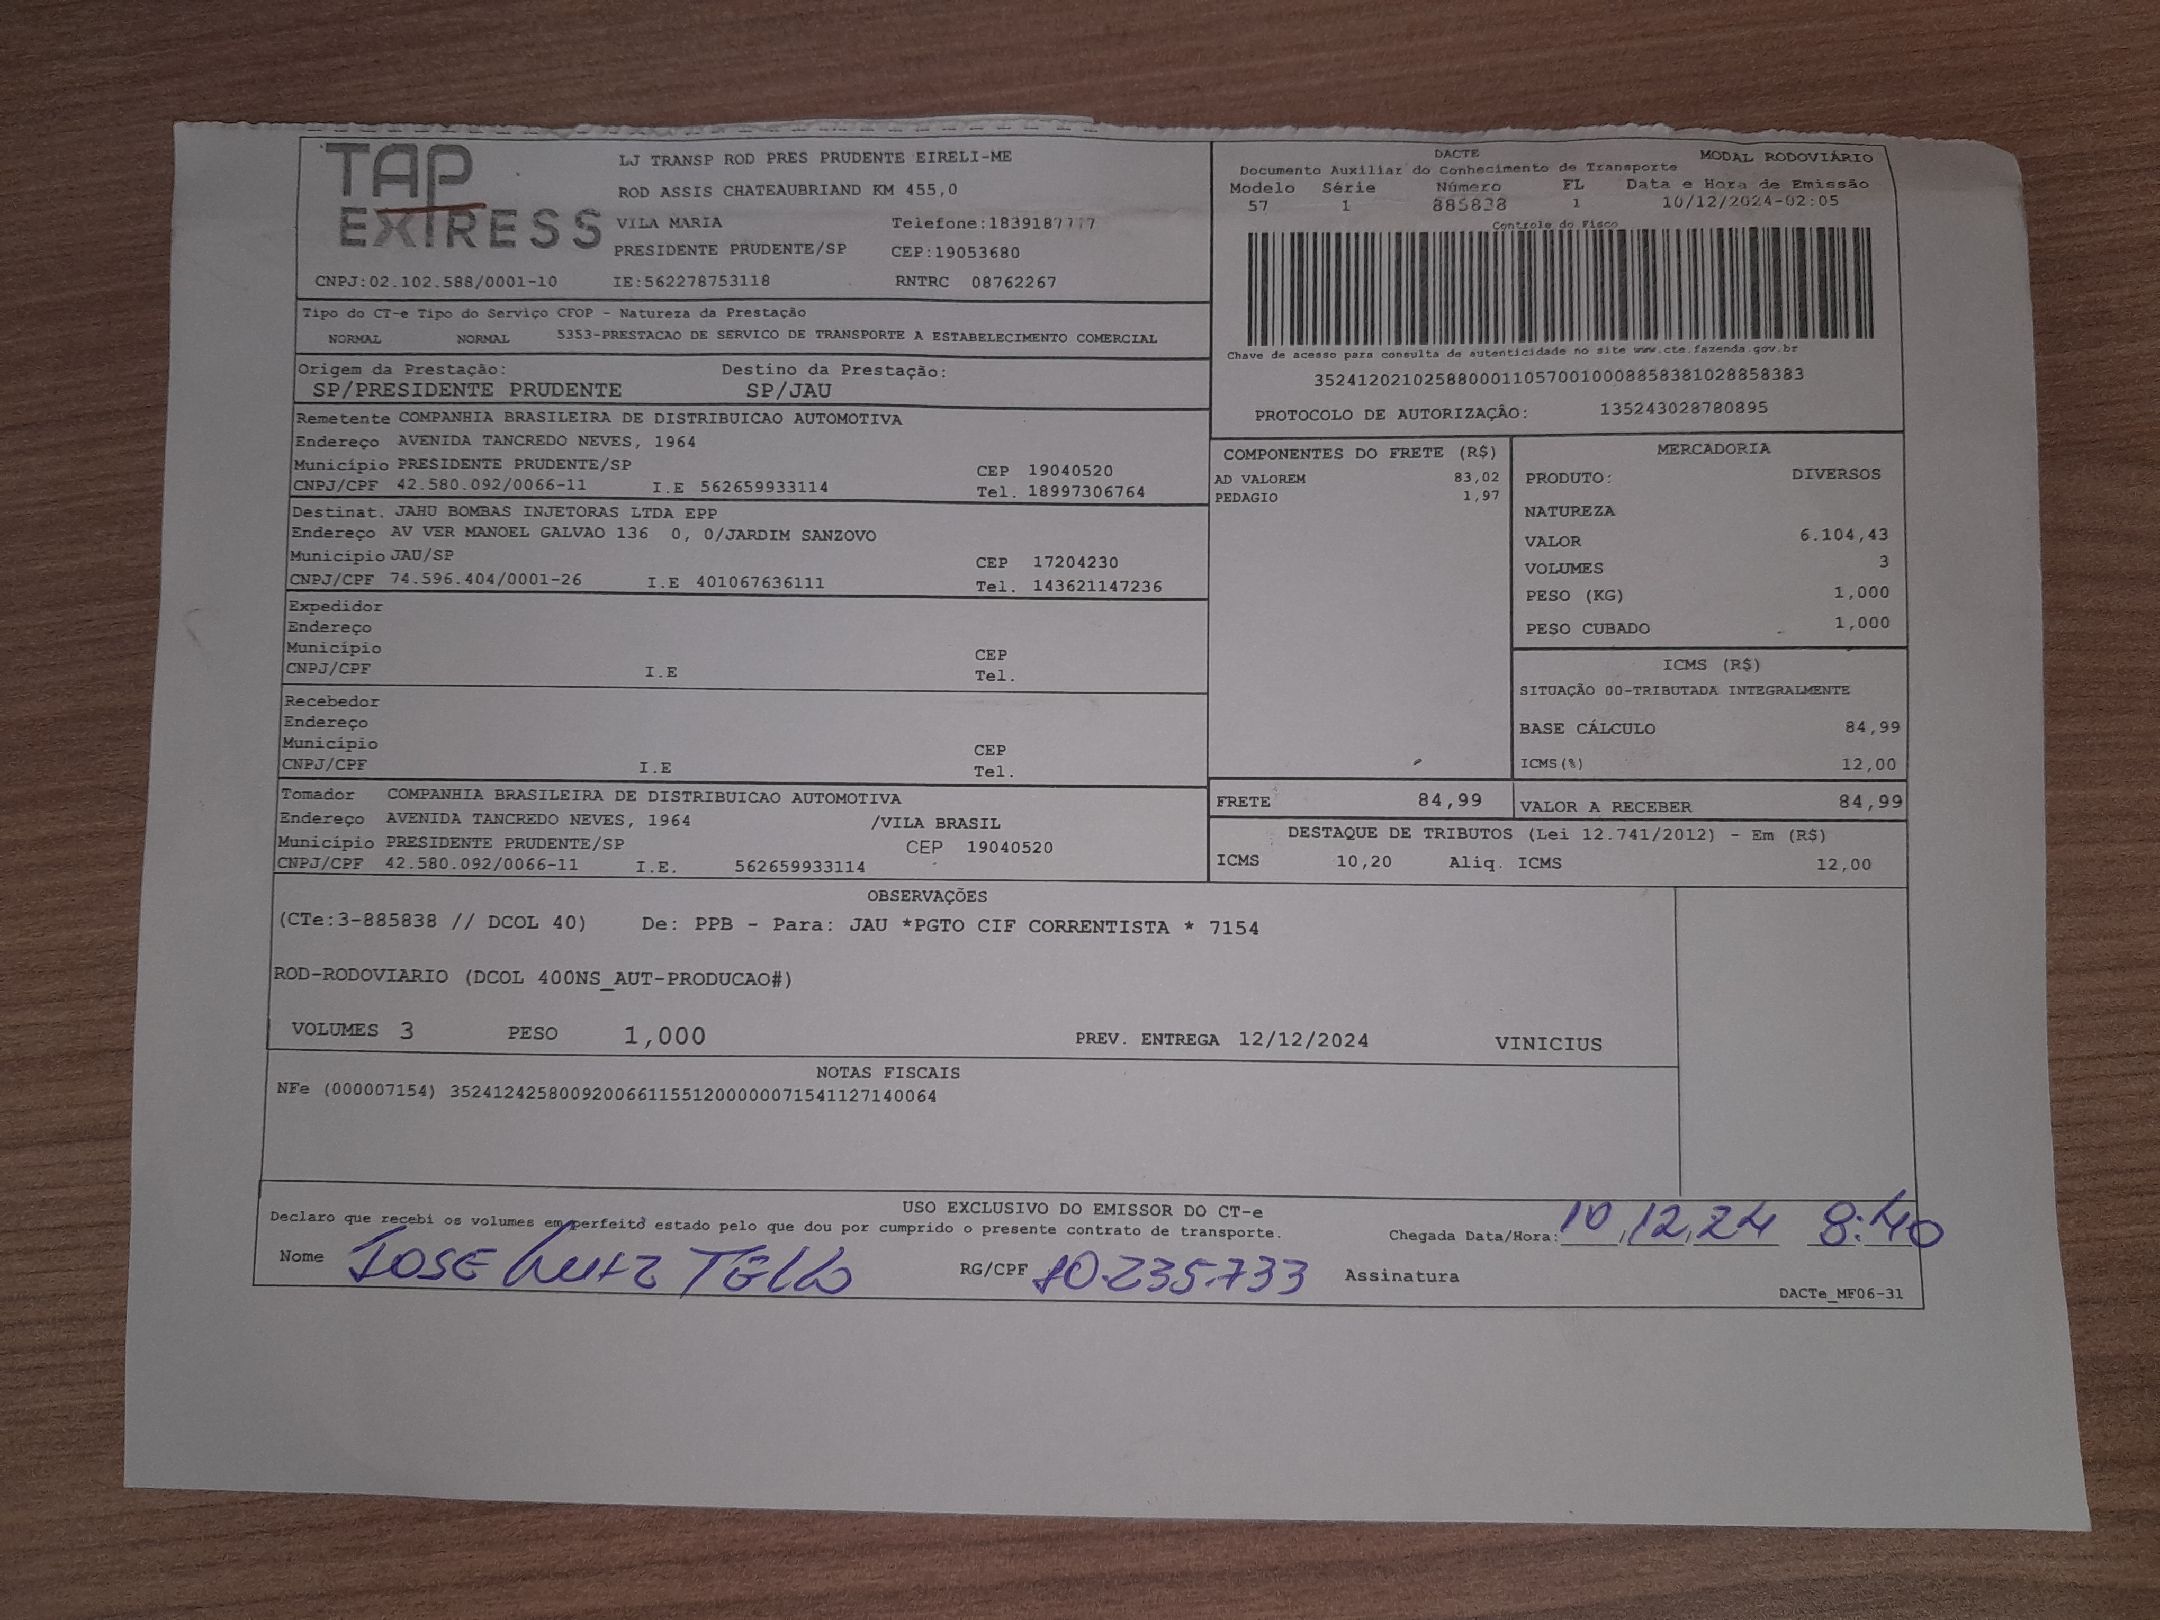 TAP
EXPRESS
LJ TRANSP ROD PRES PRUDENTE EIRELI-ME
ROD ASSIS CHATEAUBRIAND KM 455,0
VILA MARIA Telefone:1839187777
PRESIDENTE PRUDENTE/SP CEP:19053680
CNPJ:02.102.588/0001-10 IE:562278753118 RNTRC 08762267
DACTE MODAL RODOVIÁRIO
Documento Auxiliar do Conhecimento de Transporte
Modelo Série Número FL Data e Hora de Emissão
57 1 885838 1 10/12/2024-02:05
Controle do Fisco
Chave de acesso para consulta de autenticidade no site www.cte.fazenda.gov.br
35241202102588000110570010008858381028858383
PROTOCOLO DE AUTORIZAÇÃO: 135243028780895
Tipo do CT-e Tipo do Serviço CFOP - Natureza da Prestação
NORMAL NORMAL 5353-PRESTACAO DE SERVICO DE TRANSPORTE A ESTABELECIMENTO COMERCIAL
Origem da Prestação: Destino da Prestação:
SP/PRESIDENTE PRUDENTE SP/JAU
Remetente COMPANHIA BRASILEIRA DE DISTRIBUICAO AUTOMOTIVA
Endereço AVENIDA TANCREDO NEVES, 1964
Município PRESIDENTE PRUDENTE/SP CEP 19040520
CNPJ/CPF 42.580.092/0066-11 I.E 562659933114 Tel. 18997306764
Destinat. JAHU BOMBAS INJETORAS LTDA EPP
Endereço AV VER MANOEL GALVAO 136 0, 0/JARDIM SANZOVO
Município JAU/SP CEP 17204230
CNPJ/CPF 74.596.404/0001-26 I.E 401067636111 Tel. 143621147236
Expedidor
Endereço
Município CEP
CNPJ/CPF I.E Tel.
Recebedor
Endereço
Município CEP
CNPJ/CPF I.E Tel.
Tomador COMPANHIA BRASILEIRA DE DISTRIBUICAO AUTOMOTIVA
Endereço AVENIDA TANCREDO NEVES, 1964 /VILA BRASIL
Município PRESIDENTE PRUDENTE/SP CEP 19040520
CNPJ/CPF 42.580.092/0066-11 I.E. 562659933114
COMPONENTES DO FRETE (R$)
AD VALOREM 83,02
PEDAGIO 1,97
MERCADORIA
PRODUTO: DIVERSOS
NATUREZA
VALOR 6.104,43
VOLUMES 3
PESO (KG) 1,000
PESO CUBADO 1,000
ICMS (R$)
SITUAÇÃO 00-TRIBUTADA INTEGRALMENTE
BASE CÁLCULO 84,99
ICMS(%) 12,00
FRETE 84,99 VALOR A RECEBER 84,99
DESTAQUE DE TRIBUTOS (Lei 12.741/2012) - Em (R$)
ICMS 10,20 Aliq. ICMS 12,00
OBSERVAÇÕES
(CTe:3-885838 // DCOL 40) De: PPB - Para: JAU *PGTO CIF CORRENTISTA * 7154
ROD-RODOVIARIO (DCOL 400NS_AUT-PRODUCAO#)
VOLUMES 3 PESO 1,000 PREV. ENTREGA 12/12/2024 VINICIUS
NOTAS FISCAIS
NFe (000007154) 35241242580092006611551200000071541127140064
USO EXCLUSIVO DO EMISSOR DO CT-e
Declaro que recebi os volumes em perfeito estado pelo que dou por cumprido o presente contrato de transporte.
Chegada Data/Hora: 10,12,24 8:40
Nome JOSE LUIZ TELLO RG/CPF 10.235.733 Assinatura
DACTe_MF06-31